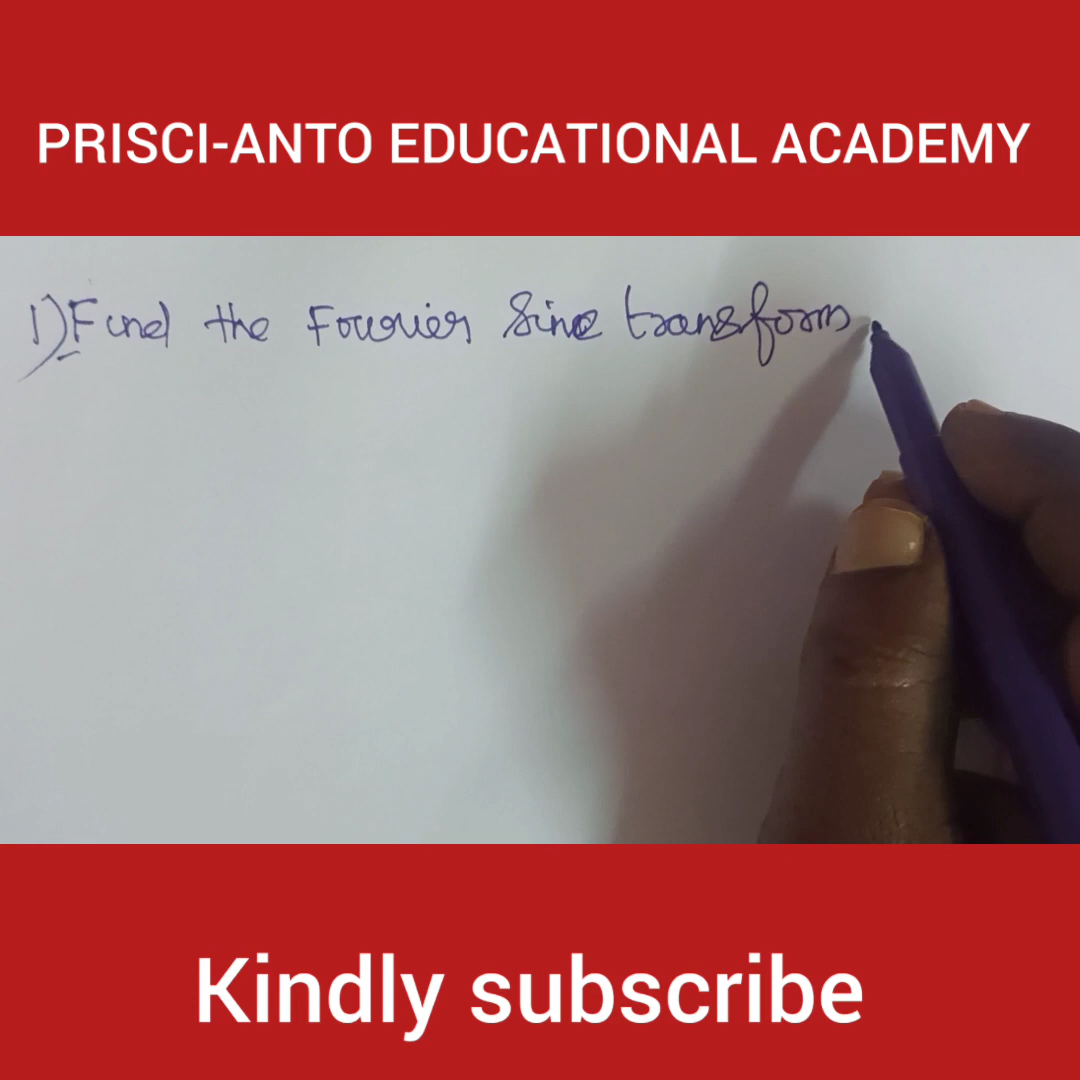 PRISCI-ANTO EDUCATIONAL ACADEMY
1) Find the Fourier Sine transform
Kindly subscribe